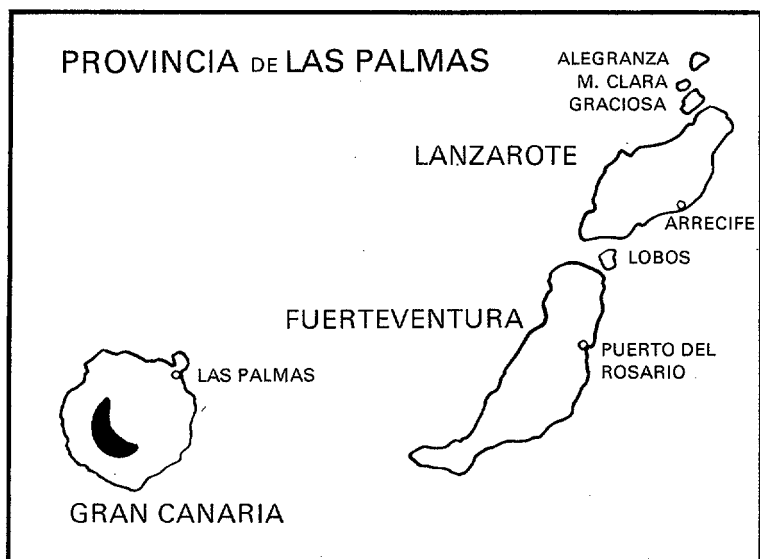 PROVINCIA DE LAS PALMAS
ALEGRANZA
M. CLARA
GRACIOSA
LANZAROTE
ARRECIFE
LOBOS
FUERTEVENTURA
PUERTO DEL
ROSARIO
LAS PALMAS
GRAN CANARIA